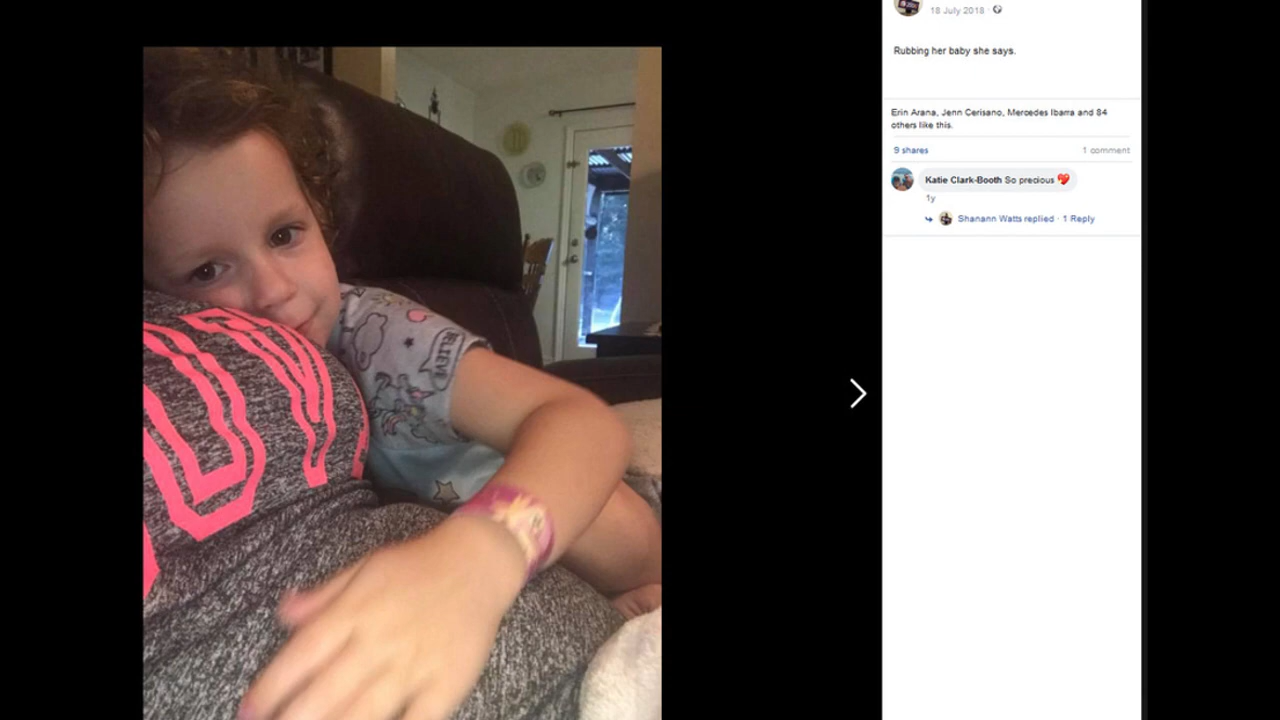 18 July 2018
Rubbing her baby she says.
Erin Arana, Jenn Cerisano, Mercedes Ibarra and 84
others like this.
9 shares
1 comment
Katie Clark-Booth So precious
1y
Shanann Watts replied · 1 Reply
BELIEVE